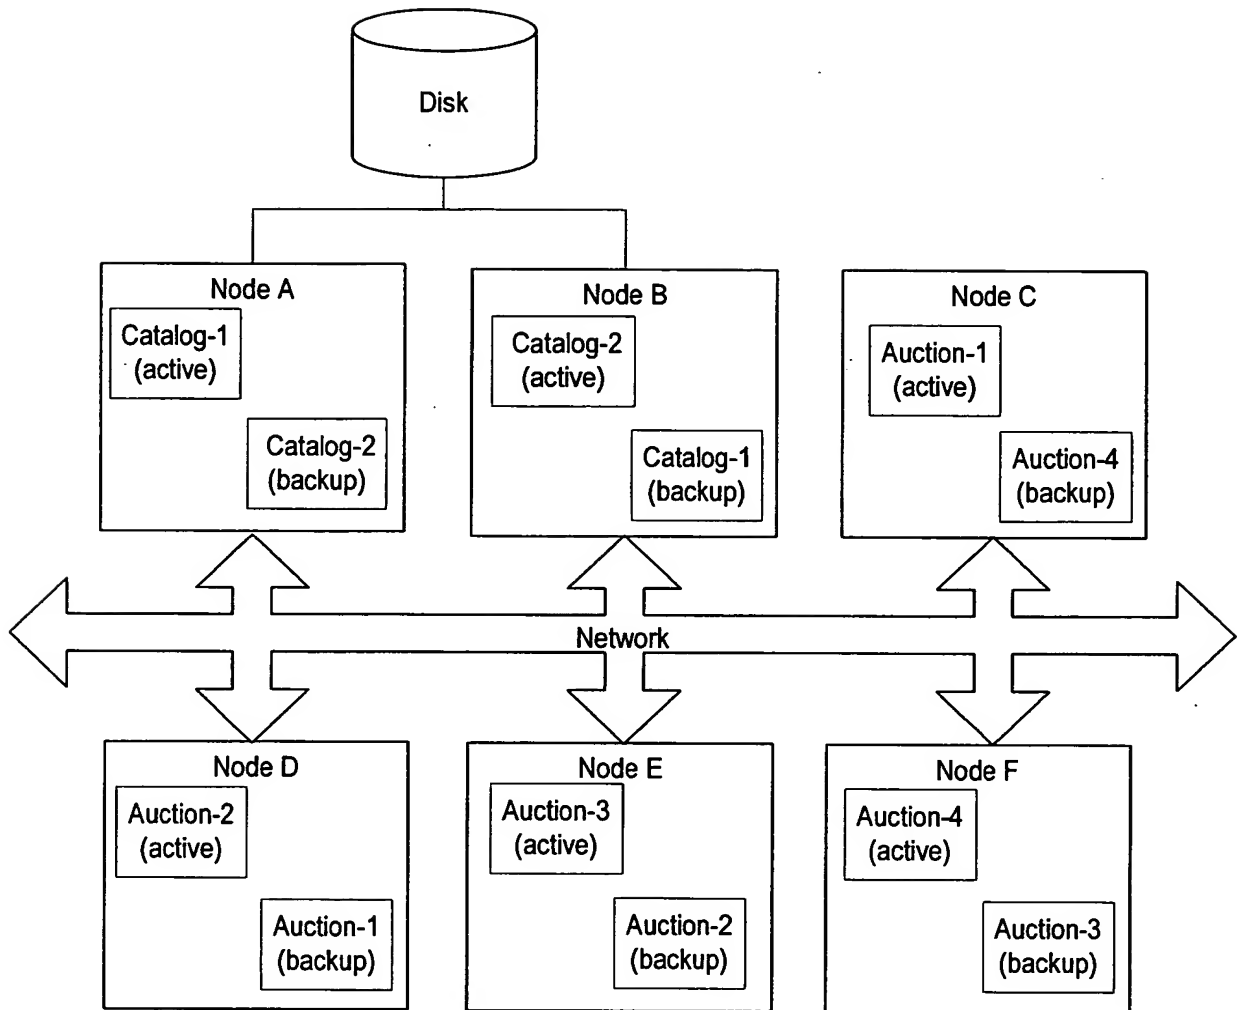 Disk
Node A
Catalog-1
(active)
Catalog-2
(backup)
Node B
Catalog-2
(active)
Catalog-1
(backup)
Node C
Auction-1
(active)
Auction-4
(backup)
Network
Node D
Auction-2
(active)
Auction-1
(backup)
Node E
Auction-3
(active)
Auction-2
(backup)
Node F
Auction-4
(active)
Auction-3
(backup)